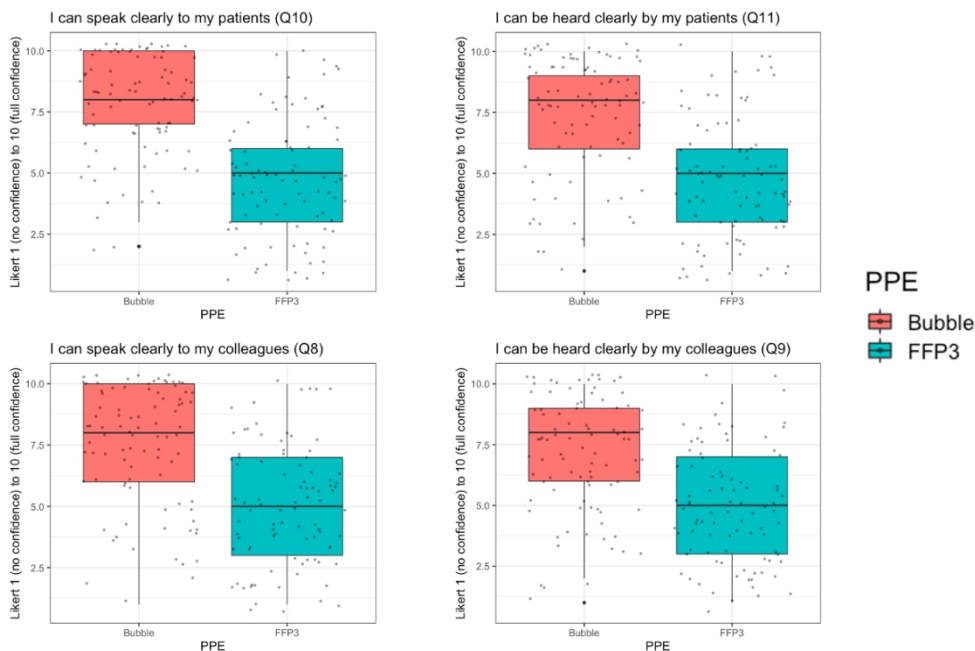 I can speak clearly to my patients (Q10)
Likert 1 (no confidence) to 10 (full confidence)
10.0
7.5
5.0
2.5
Bubble
FFP3
PPE
I can be heard clearly by my patients (Q11)
Likert 1 (no confidence) to 10 (full confidence)
10.0
7.5
5.0
2.5
Bubble
FFP3
PPE
I can speak clearly to my colleagues (Q8)
Likert 1 (no confidence) to 10 (full confidence)
10.0
7.5
5.0
2.5
Bubble
FFP3
PPE
I can be heard clearly by my colleagues (Q9)
Likert 1 (no confidence) to 10 (full confidence)
10.0
7.5
5.0
2.5
Bubble
FFP3
PPE
PPE
Bubble
FFP3